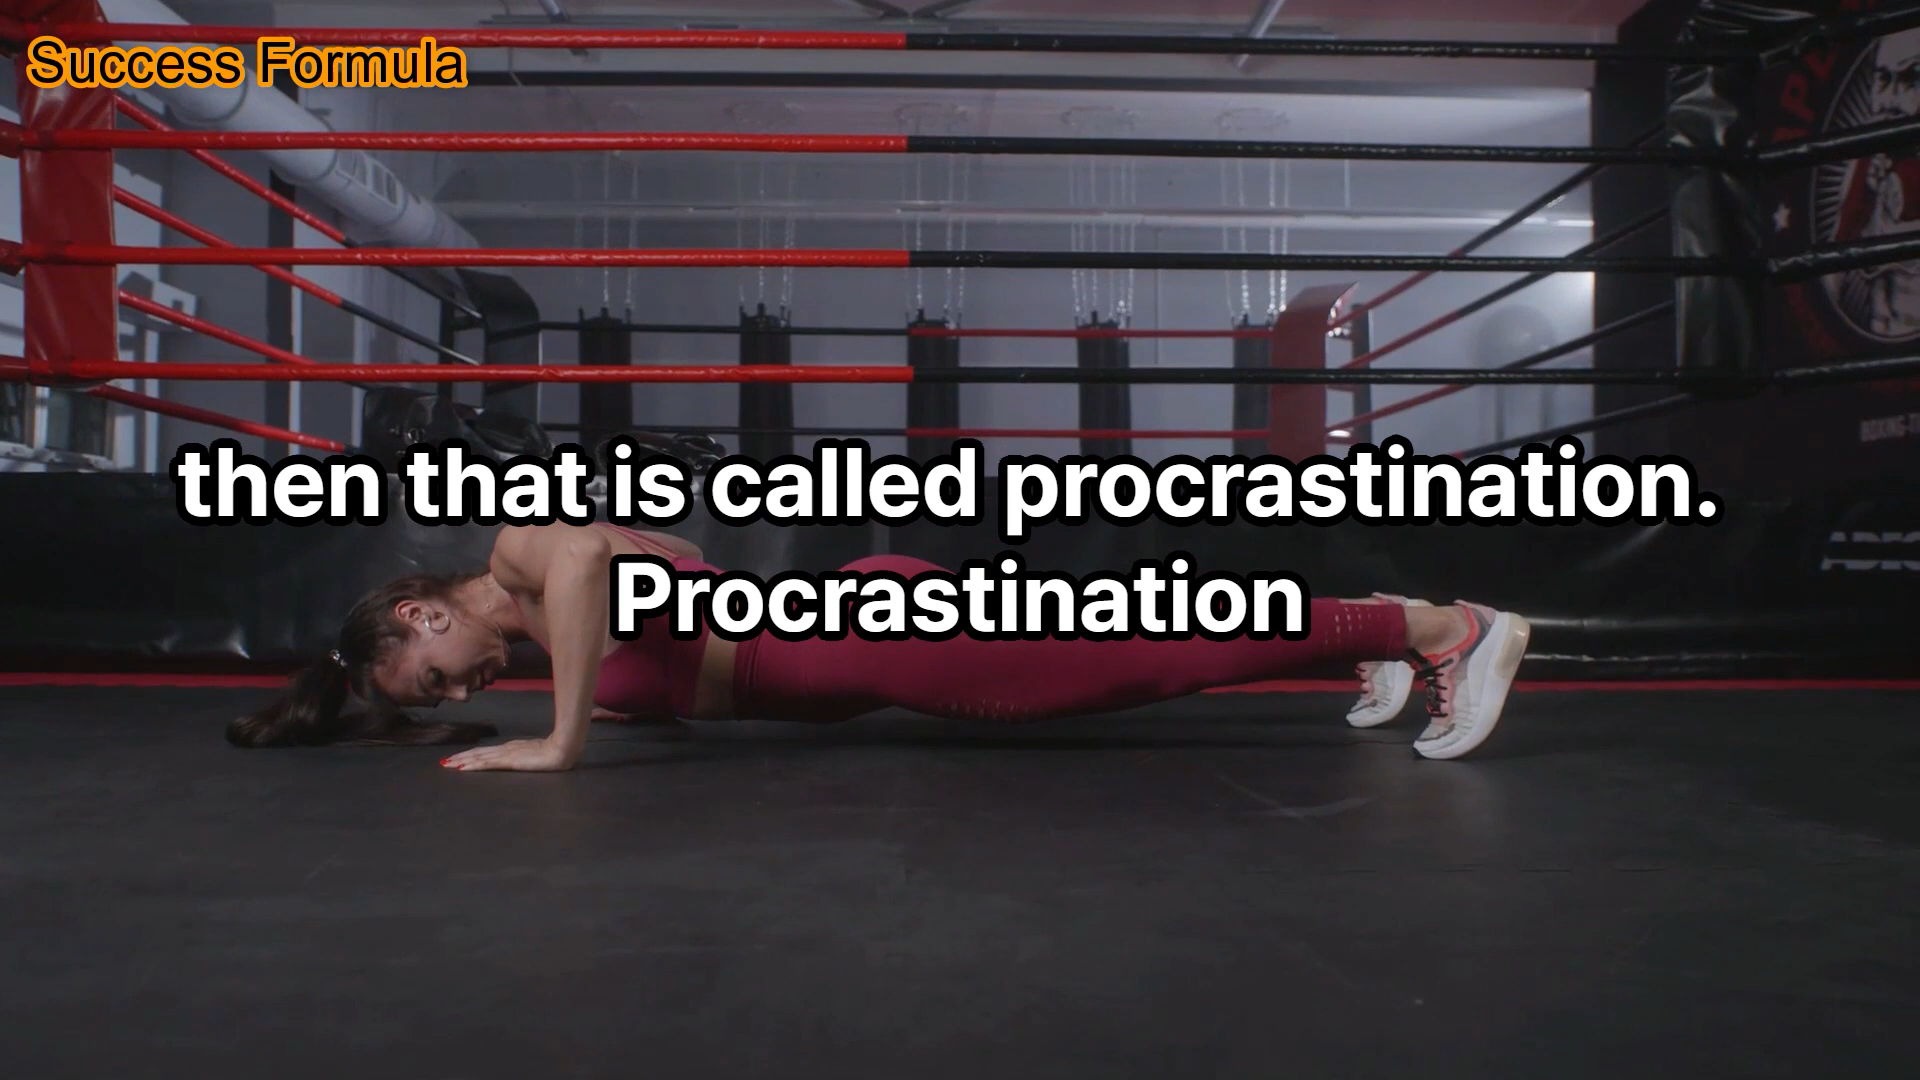 Success Formula
then that is called procrastination.
Procrastination